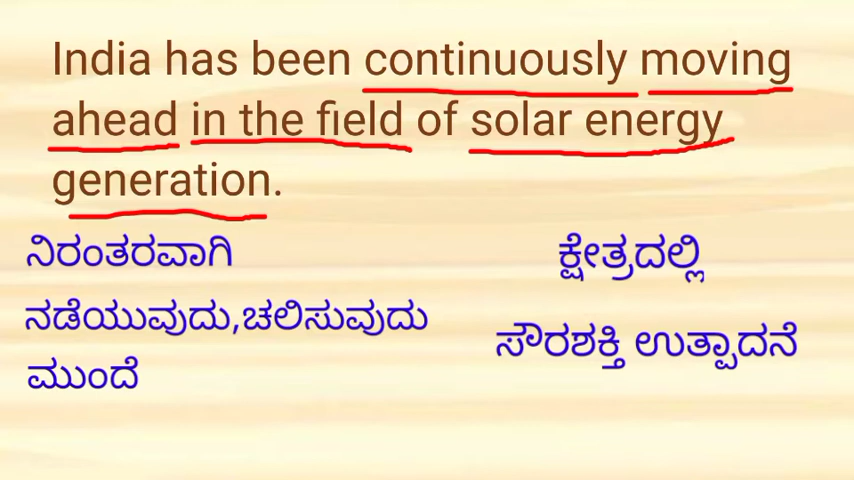 India has been continuously moving
ahead in the field of solar energy
generation.
ನಿರಂತರವಾಗಿ
ನಡೆಯುವುದು,ಚಲಿಸುವುದು
ಮುಂದೆ
ಕ್ಷೇತ್ರದಲ್ಲಿ
ಸೌರಶಕ್ತಿ ಉತ್ಪಾದನೆ